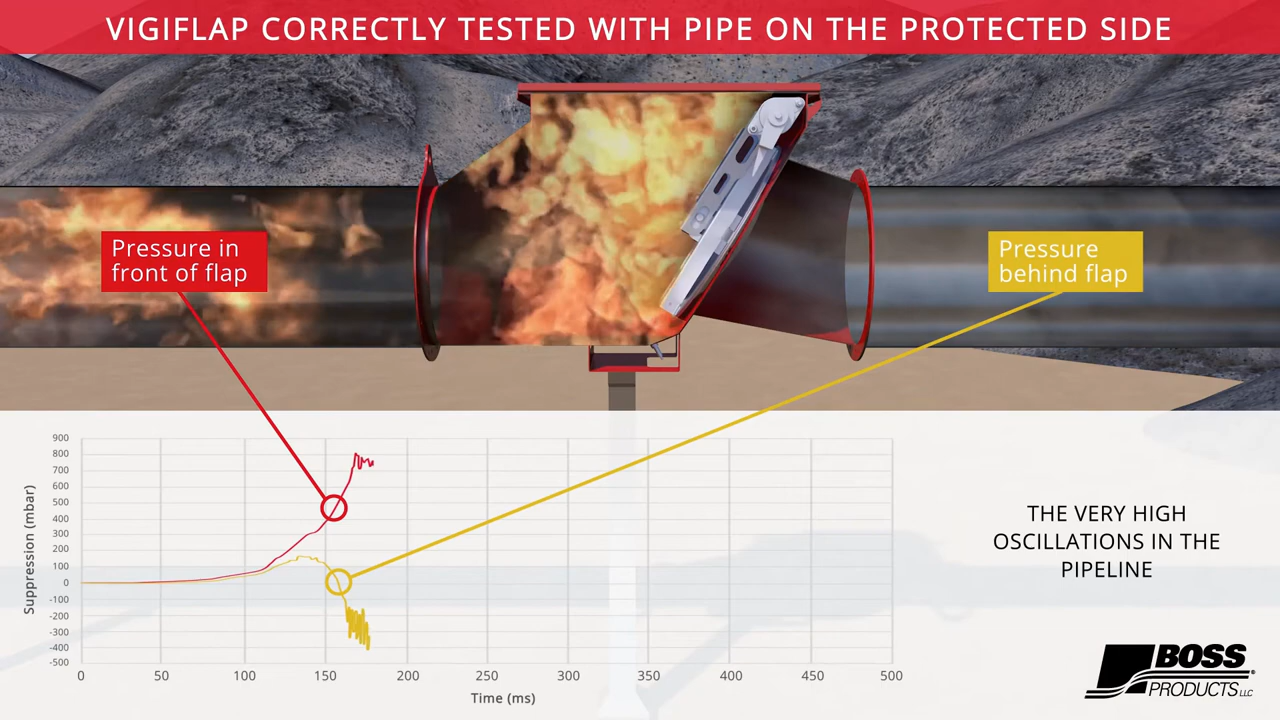 VIGIFLAP CORRECTLY TESTED WITH PIPE ON THE PROTECTED SIDE
Pressure in
front of flap
Pressure
behind flap
900
800
700
600
500
400
300
200
100
0
-100
-200
-300
-400
-500
Suppression (mbar)
0 50 100 150 200 250 300 350 400 450 500
Time (ms)
THE VERY HIGH
OSCILLATIONS IN THE
PIPELINE
BOSS
PRODUCTS LLC